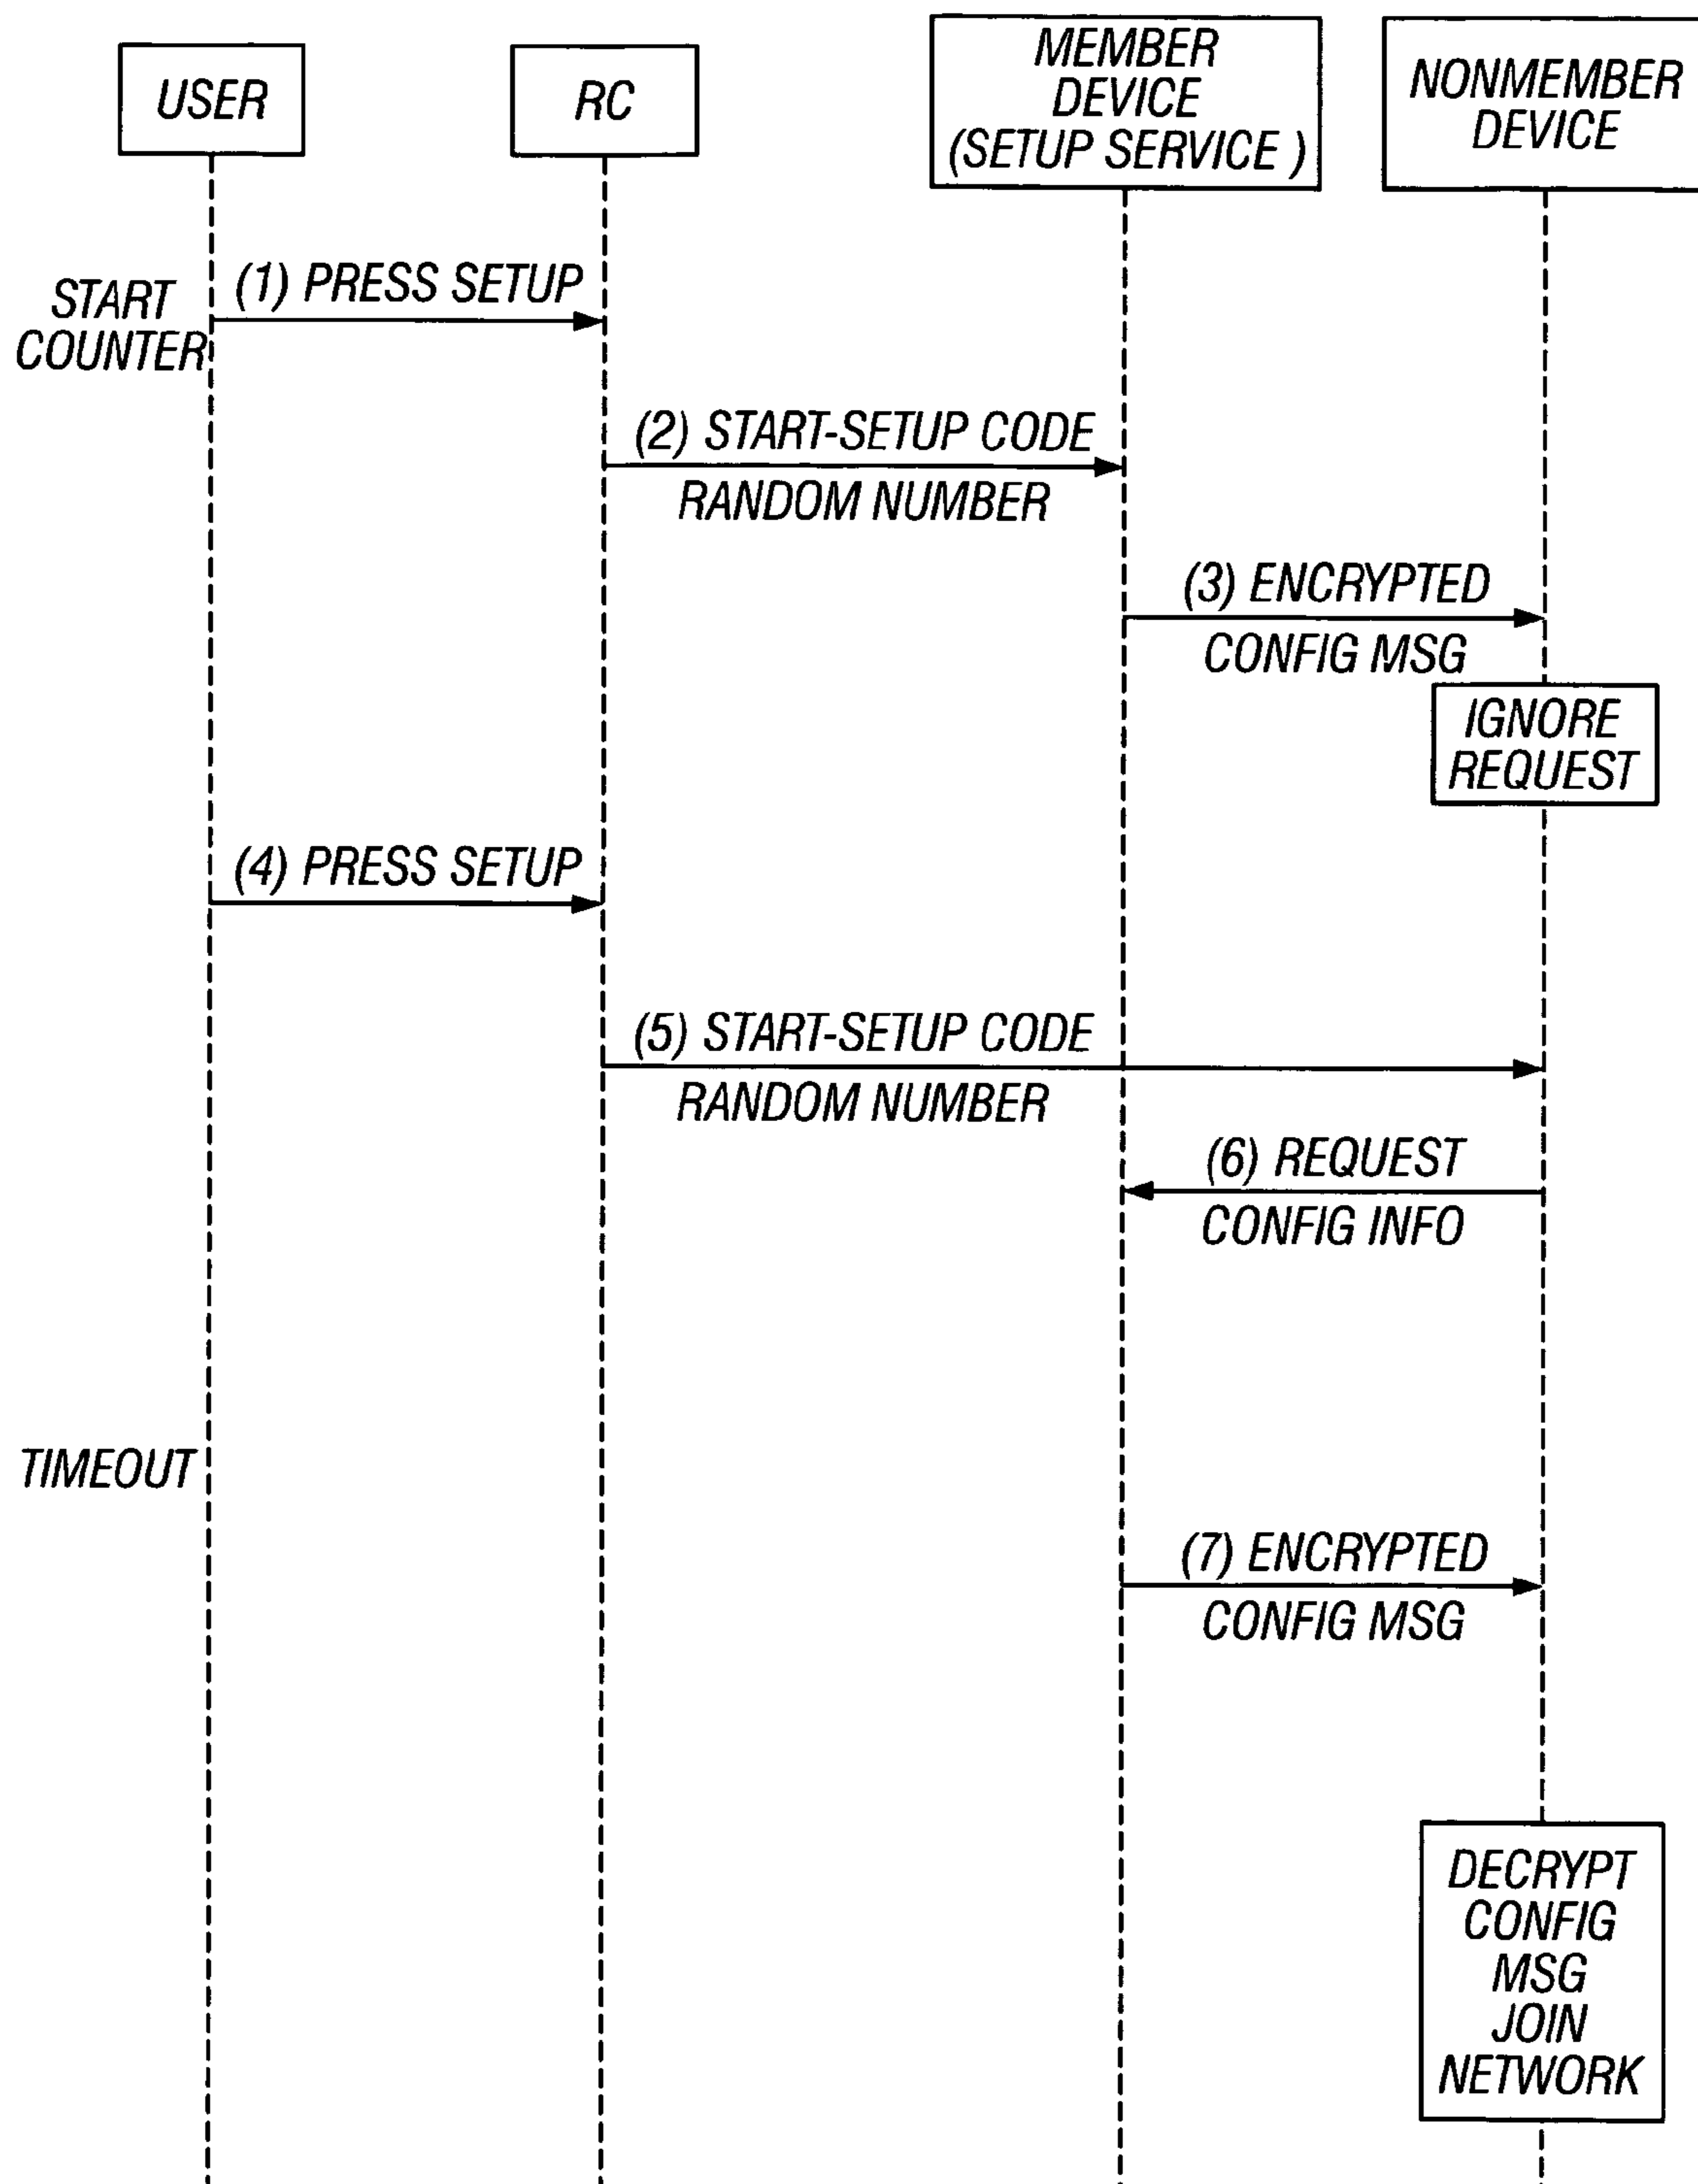 USER
RC
MEMBER
DEVICE
(SETUP SERVICE )
NONMEMBER
DEVICE
START
COUNTER
(1) PRESS SETUP
(2) START-SETUP CODE
RANDOM NUMBER
(3) ENCRYPTED
CONFIG MSG
IGNORE
REQUEST
(4) PRESS SETUP
(5) START-SETUP CODE
RANDOM NUMBER
(6) REQUEST
CONFIG INFO
TIMEOUT
(7) ENCRYPTED
CONFIG MSG
DECRYPT
CONFIG
MSG
JOIN
NETWORK